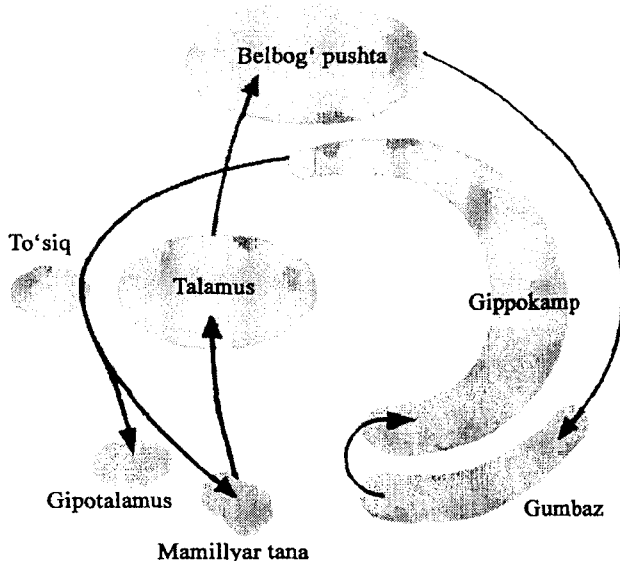 Belbog‘ pushta
To‘siq
Talamus
Gippokamp
Gipotalamus
Gumbaz
Mamillyar tana